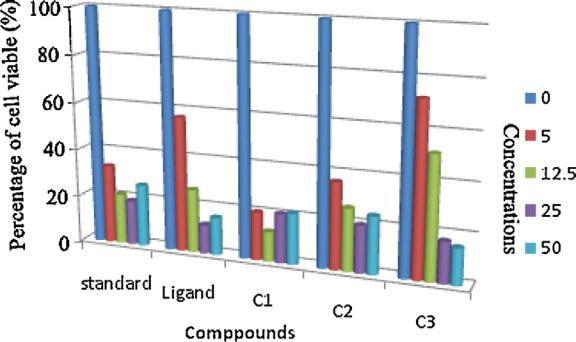 Percentage of cell viable (%)
100
80
60
40
20
0
standard
Ligand
C1
C2
C3
Comppounds
Concentrations
0
5
12.5
25
50